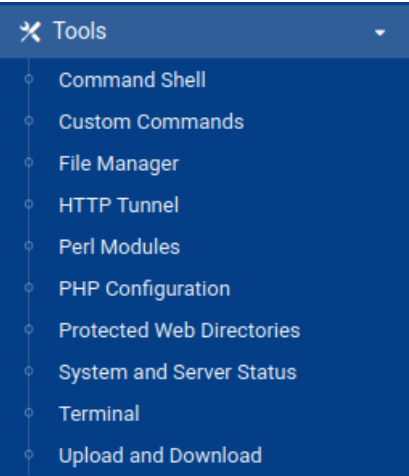 Tools
Command Shell
Custom Commands
File Manager
HTTP Tunnel
Perl Modules
PHP Configuration
Protected Web Directories
System and Server Status
Terminal
Upload and Download